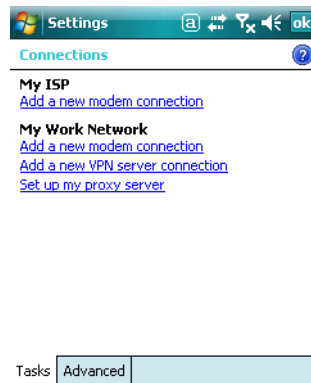 Settings a ok
Connections ?
My ISP
Add a new modem connection
My Work Network
Add a new modem connection
Add a new VPN server connection
Set up my proxy server
Tasks Advanced